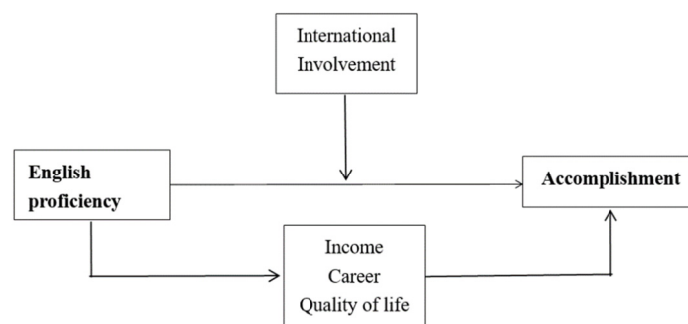 International
Involvement
English
proficiency
Accomplishment
Income
Career
Quality of life